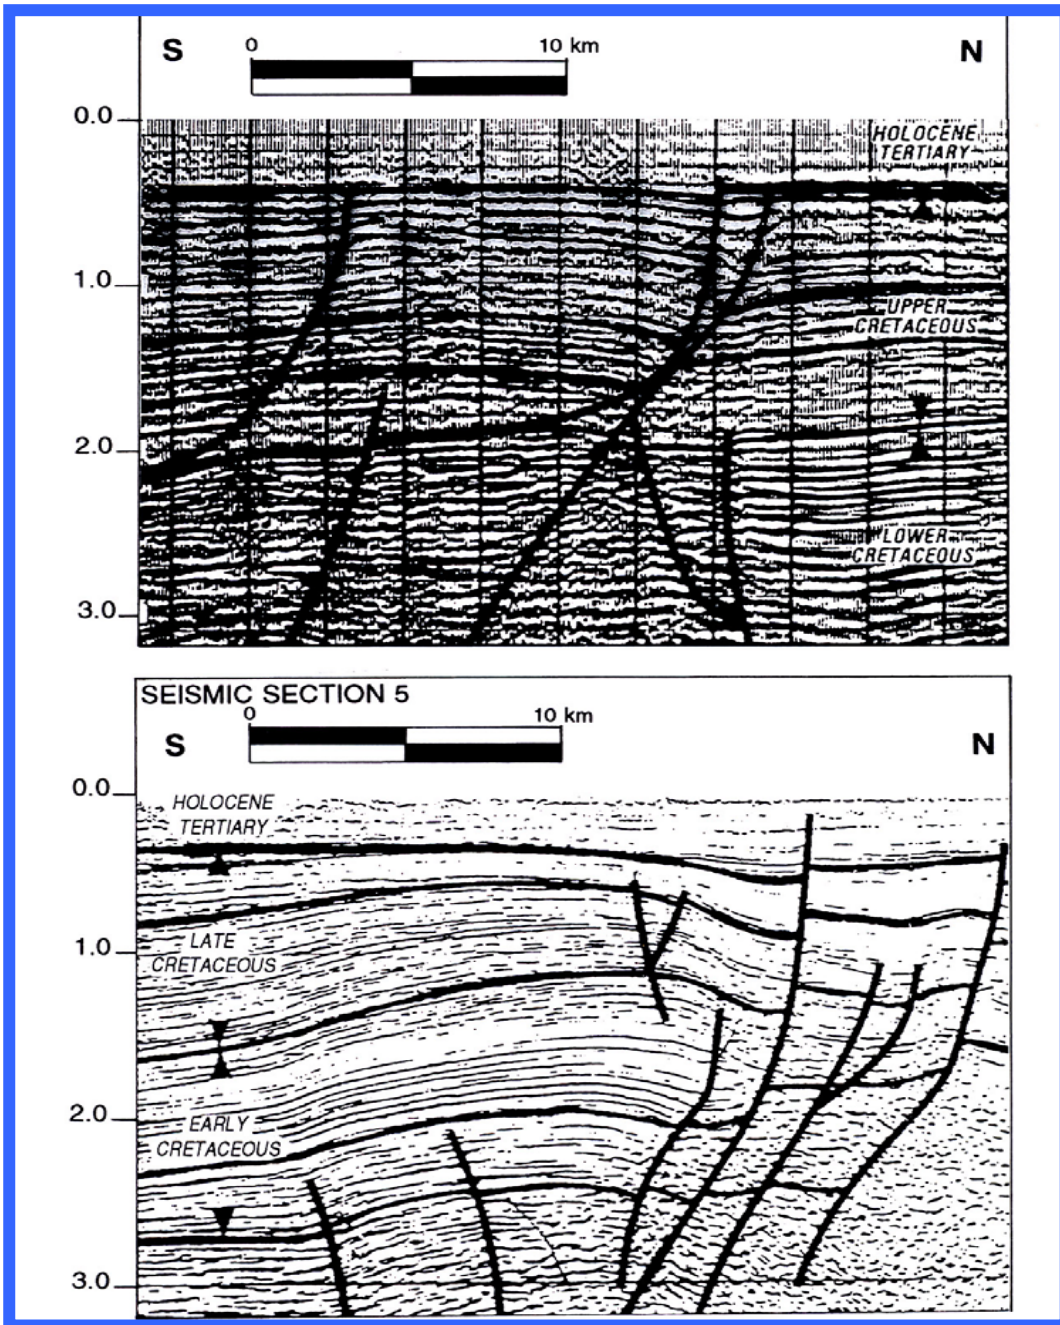 S
0
10 km
N
0.0
HOLOCENE
TERTIARY
1.0
UPPER
CRETACEOUS
2.0
LOWER
CRETACEOUS
3.0
SEISMIC SECTION 5
0
10 km
S
N
0.0
HOLOCENE
TERTIARY
LATE
CRETACEOUS
1.0
2.0
EARLY
CRETACEOUS
3.0